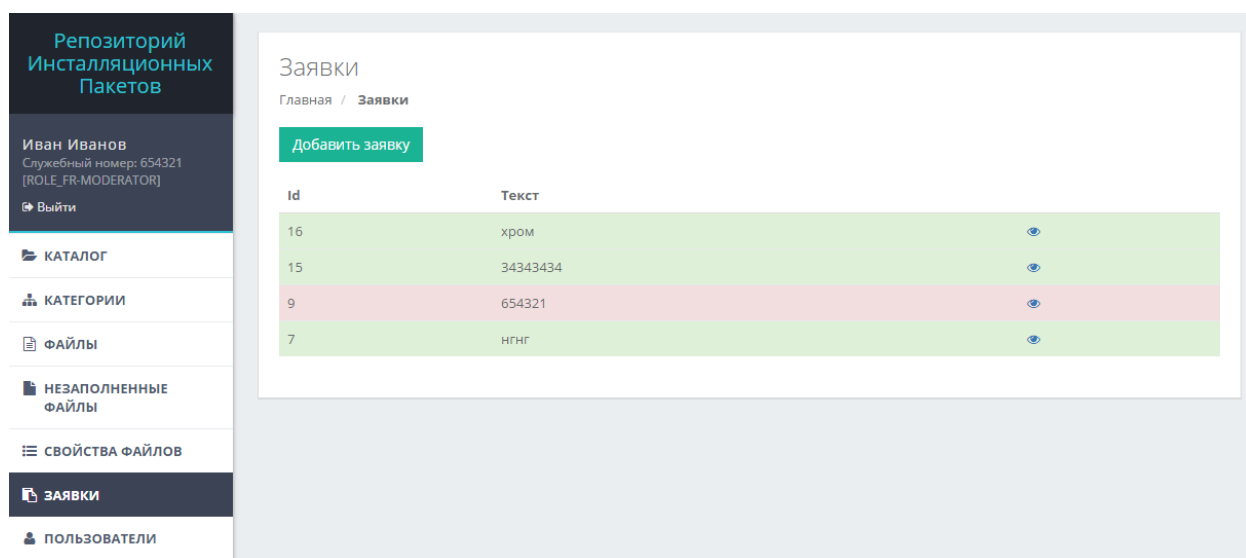 Репозиторий
Инсталляционных
Пакетов
Иван Иванов
Служебный номер: 654321
[ROLE_FR-MODERATOR]
Выйти
КАТАЛОГ
КАТЕГОРИИ
ФАЙЛЫ
НЕЗАПОЛНЕННЫЕ
ФАЙЛЫ
СВОЙСТВА ФАЙЛОВ
ЗАЯВКИ
ПОЛЬЗОВАТЕЛИ
Заявки
Главная / Заявки
Добавить заявку
Id Текст
16 хром
15 34343434
9 654321
7 нгнг